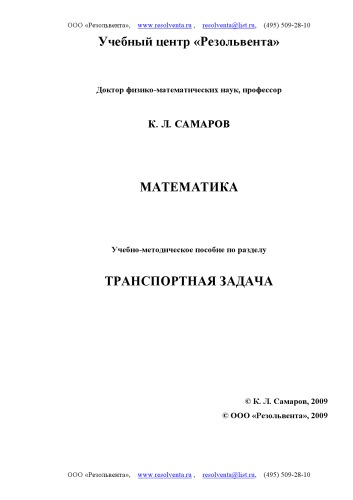 ООО «Резольвента», www.resolventa.ru , resolventa@list.ru, (495) 509-28-10
Учебный центр «Резольвента»
Доктор физико-математических наук, профессор
К. Л. САМАРОВ
МАТЕМАТИКА
Учебно-методическое пособие по разделу
ТРАНСПОРТНАЯ ЗАДАЧА
© К. Л. Самаров, 2009
© ООО «Резольвента», 2009
ООО «Резольвента», www.resolventa.ru , resolventa@list.ru, (495) 509-28-10